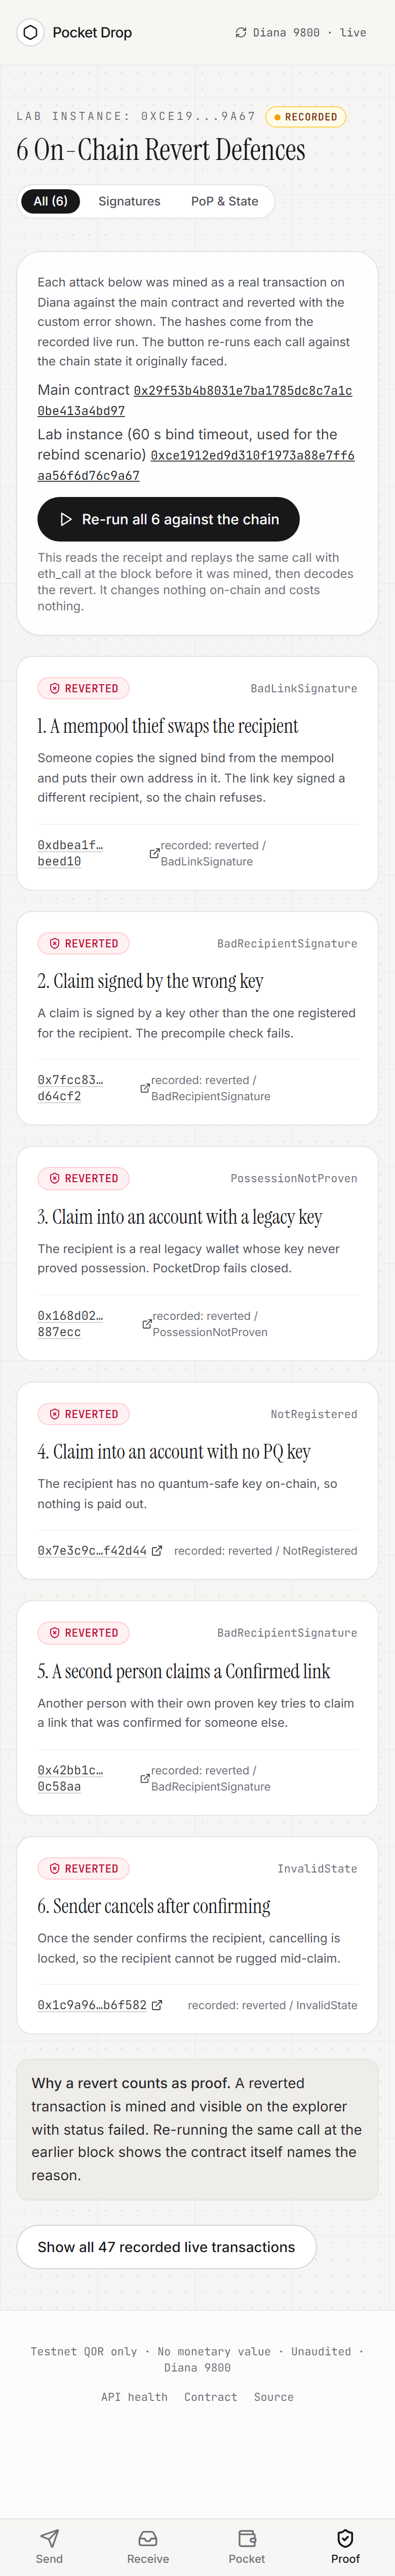 Pocket Drop
Diana 9800 · live
LAB INSTANCE: 0XCE19...9A67
RECORDED
6 On-Chain Revert Defences
All (6)
Signatures
PoP & State
Each attack below was mined as a real transaction on
Diana against the main contract and reverted with the
custom error shown. The hashes come from the
recorded live run. The button re-runs each call against
the chain state it originally faced.
Main contract 0x29f53b4b8031e7ba1785dc8c7a1c
0be413a4bd97
Lab instance (60 s bind timeout, used for the
rebind scenario) 0xce1912ed9d310f1973a88e7ff6
aa56f6d76c9a67
Re-run all 6 against the chain
This reads the receipt and replays the same call with
eth_call at the block before it was mined, then decodes
the revert. It changes nothing on-chain and costs
nothing.
REVERTED
BadLinkSignature
1. A mempool thief swaps the recipient
Someone copies the signed bind from the mempool
and puts their own address in it. The link key signed a
different recipient, so the chain refuses.
0xdbea1f…
beed10
recorded: reverted /
BadLinkSignature
REVERTED
BadRecipientSignature
2. Claim signed by the wrong key
A claim is signed by a key other than the one registered
for the recipient. The precompile check fails.
0x7fcc83…
d64cf2
recorded: reverted /
BadRecipientSignature
REVERTED
PossessionNotProven
3. Claim into an account with a legacy key
The recipient is a real legacy wallet whose key never
proved possession. PocketDrop fails closed.
0x168d02…
887ecc
recorded: reverted /
PossessionNotProven
REVERTED
NotRegistered
4. Claim into an account with no PQ key
The recipient has no quantum-safe key on-chain, so
nothing is paid out.
0x7e3c9c…f42d44
recorded: reverted / NotRegistered
REVERTED
BadRecipientSignature
5. A second person claims a Confirmed link
Another person with their own proven key tries to claim
a link that was confirmed for someone else.
0x42bb1c…
0c58aa
recorded: reverted /
BadRecipientSignature
REVERTED
InvalidState
6. Sender cancels after confirming
Once the sender confirms the recipient, cancelling is
locked, so the recipient cannot be rugged mid-claim.
0x1c9a96…b6f582
recorded: reverted / InvalidState
Why a revert counts as proof. A reverted
transaction is mined and visible on the explorer
with status failed. Re-running the same call at the
earlier block shows the contract itself names the
reason.
Show all 47 recorded live transactions
Testnet QOR only · No monetary value · Unaudited ·
Diana 9800
API health
Contract
Source
Send
Receive
Pocket
Proof